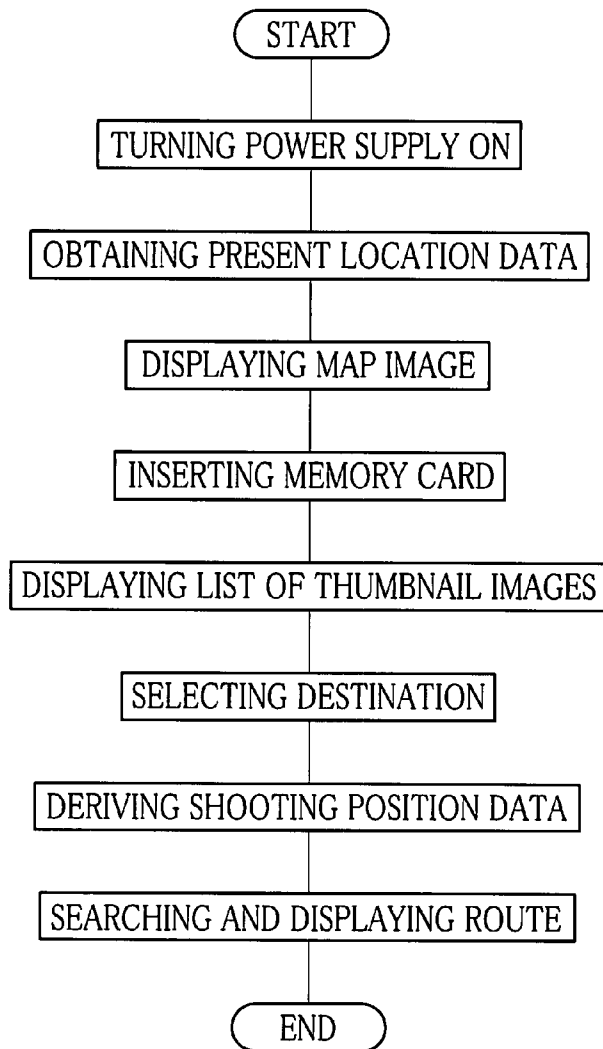 START
TURNING POWER SUPPLY ON
OBTAINING PRESENT LOCATION DATA
DISPLAYING MAP IMAGE
INSERTING MEMORY CARD
DISPLAYING LIST OF THUMBNAIL IMAGES
SELECTING DESTINATION
DERIVING SHOOTING POSITION DATA
SEARCHING AND DISPLAYING ROUTE
END